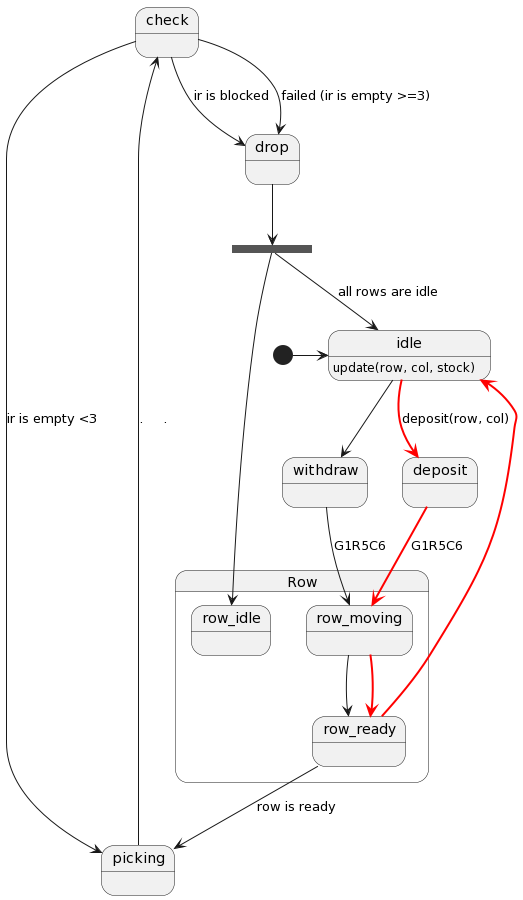 check
ir is blocked
failed (ir is empty >=3)
drop
all rows are idle
idle
update(row, col, stock)
ir is empty <3
.
.
deposit(row, col)
withdraw
deposit
G1R5C6
G1R5C6
Row
row_idle
row_moving
row_ready
row is ready
picking